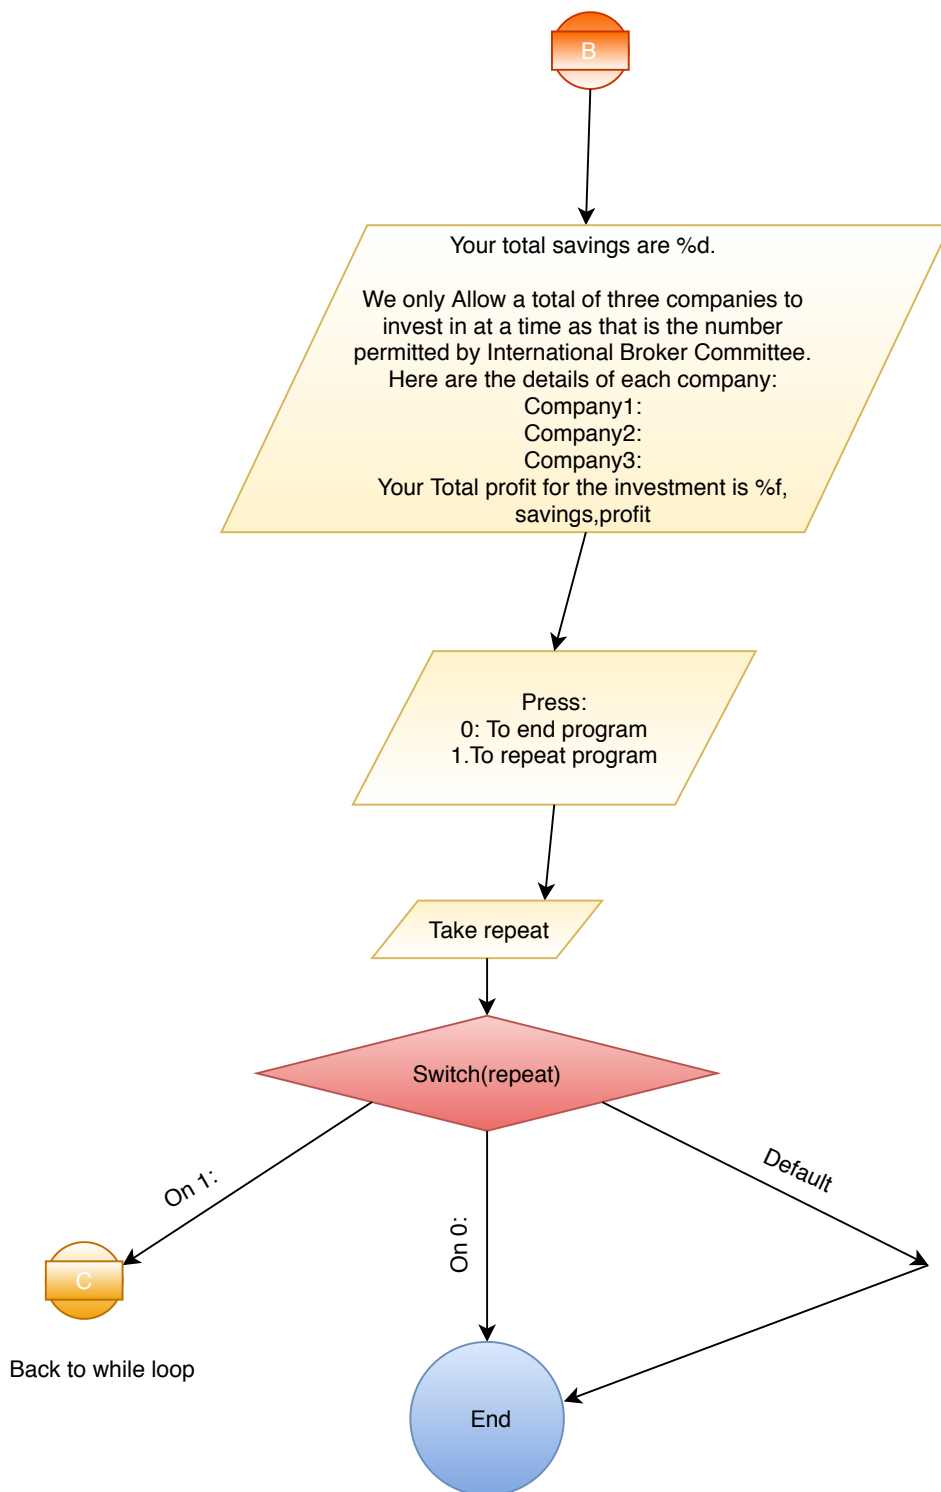 B
Your total savings are %d.
We only Allow a total of three companies to
invest in at a time as that is the number
permitted by International Broker Committee.
Here are the details of each company:
Company1:
Company2:
Company3:
Your Total profit for the investment is %f,
savings,profit
Press:
0: To end program
1.To repeat program
Take repeat
Switch(repeat)
On 1:
On 0:
Default
C
Back to while loop
End